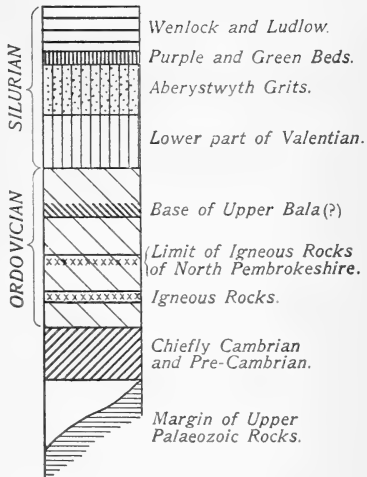 SILURIAN
Wenlock and Ludlow.
Purple and Green Beds.
Aberystwyth Grits.
Lower part of Valentian.
ORDOVICIAN
Base of Upper Bala(?)
Limit of Igneous Rocks
of North Pembrokeshire.
Igneous Rocks.
Chiefly Cambrian
and Pre-Cambrian.
Margin of Upper
Palaeozoic Rocks.